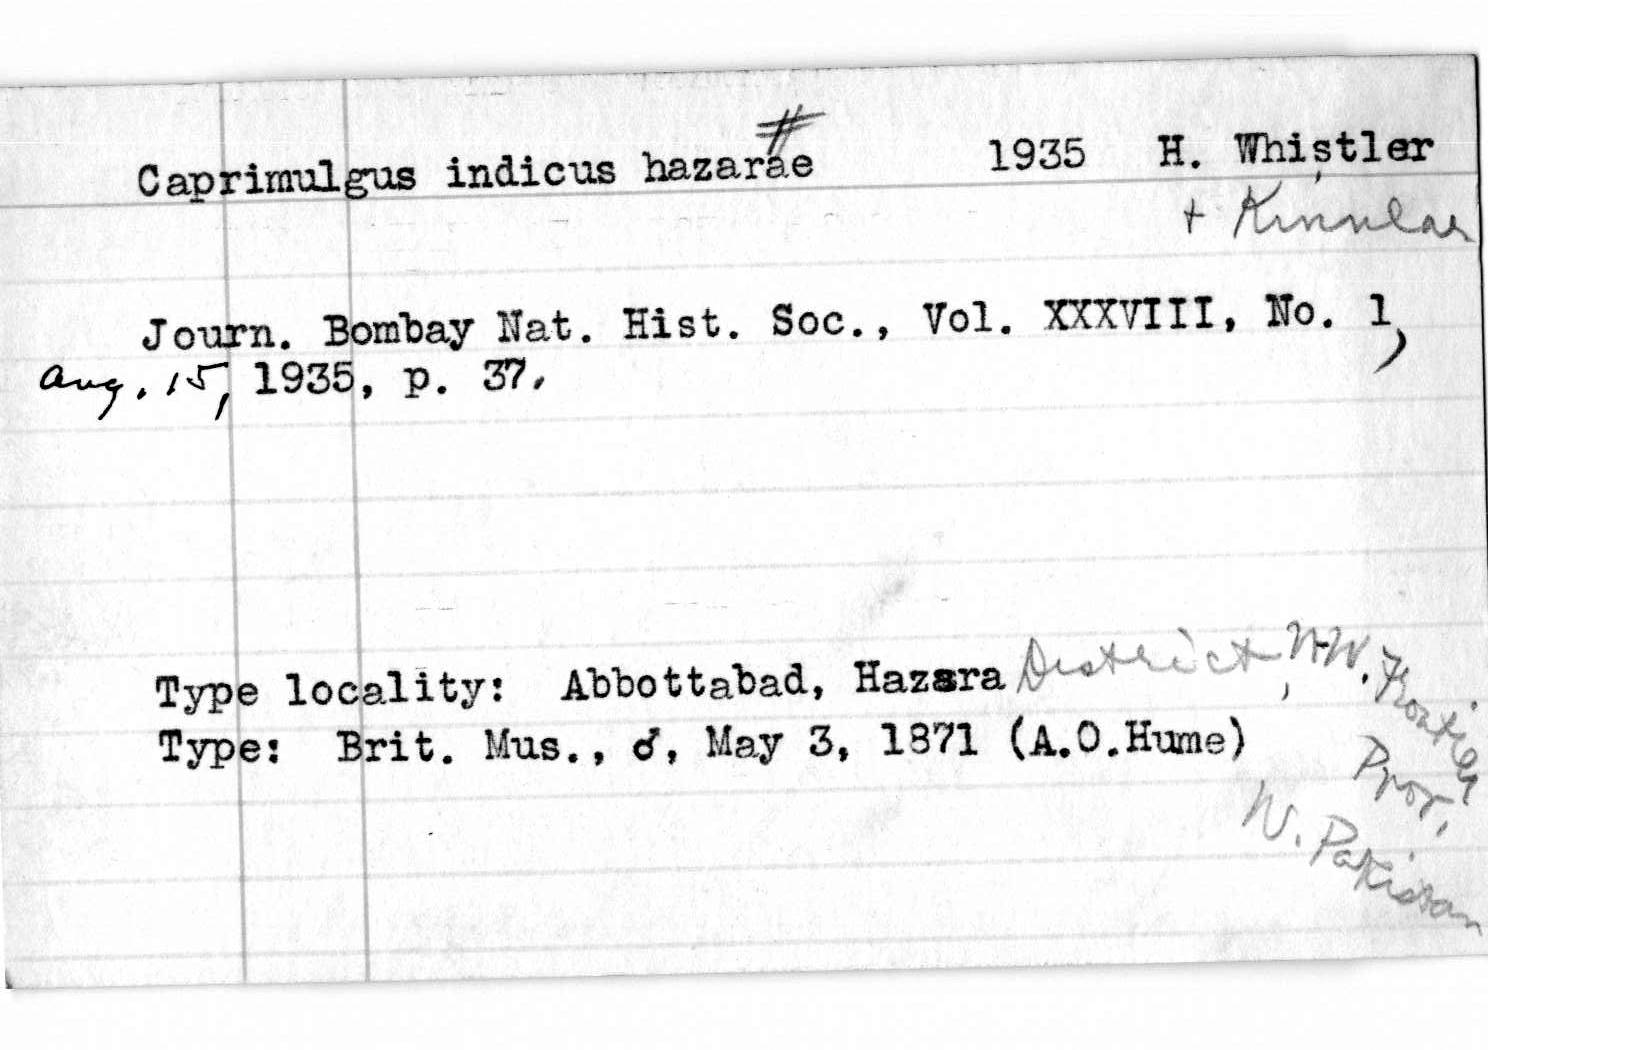 Caprimulgus indicus hazarae # 1935 H. Whistler
+ Kinnear
Journ. Bombay Nat. Hist. Soc., Vol. XXXVIII, No. 1,
Aug. 15, 1935, p. 37.
Type locality: Abbottabad, Hazara District, N-W. Frontier
Prov.
Type: Brit. Mus., ♂, May 3, 1871 (A.O.Hume)
W. Pakistan